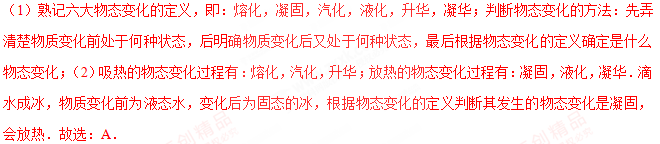 （1）熟记六大物态变化的定义，即：熔化，凝固，汽化，液化，升华，凝华；判断物态变化的方法：先弄
清楚物质变化前处于何种状态，后明确物质变化后又处于何种状态，最后根据物态变化的定义确定是什么
物态变化；（2）吸热的物态变化过程有：熔化，汽化，升华；放热的物态变化过程有：凝固，液化，凝华．滴
水成冰，物质变化前为液态水，变化后为固态的冰，根据物态变化的定义判断其发生的物态变化是凝固，
会放热．故选：A．